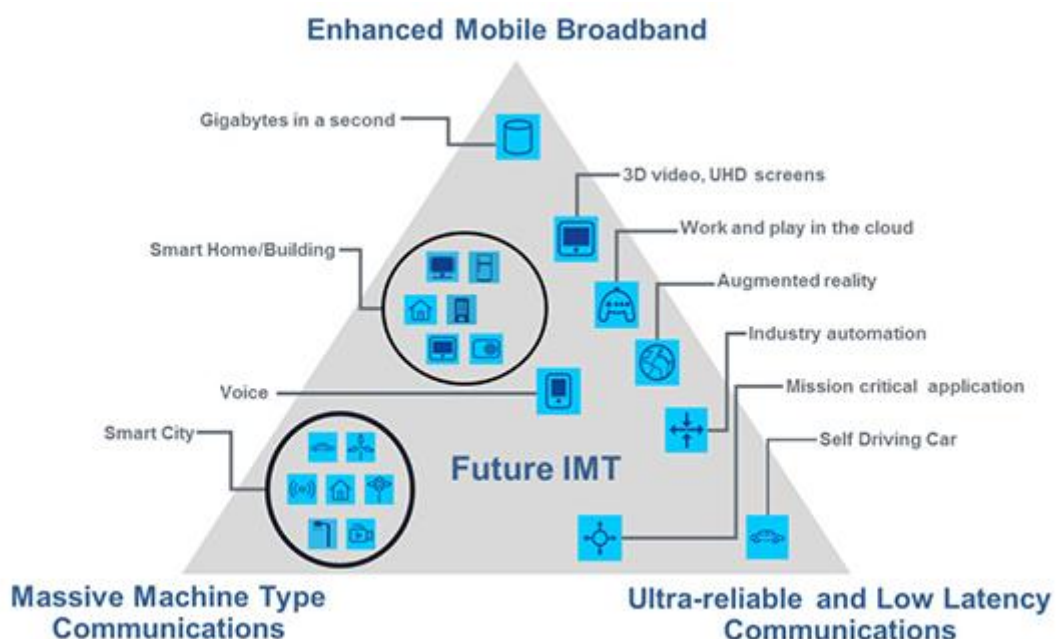 Enhanced Mobile Broadband
Gigabytes in a second
3D video, UHD screens
Work and play in the cloud
Smart Home/Building
Augmented reality
Industry automation
Voice
Mission critical application
Smart City
Self Driving Car
Future IMT
Massive Machine Type
Communications
Ultra-reliable and Low Latency
Communications